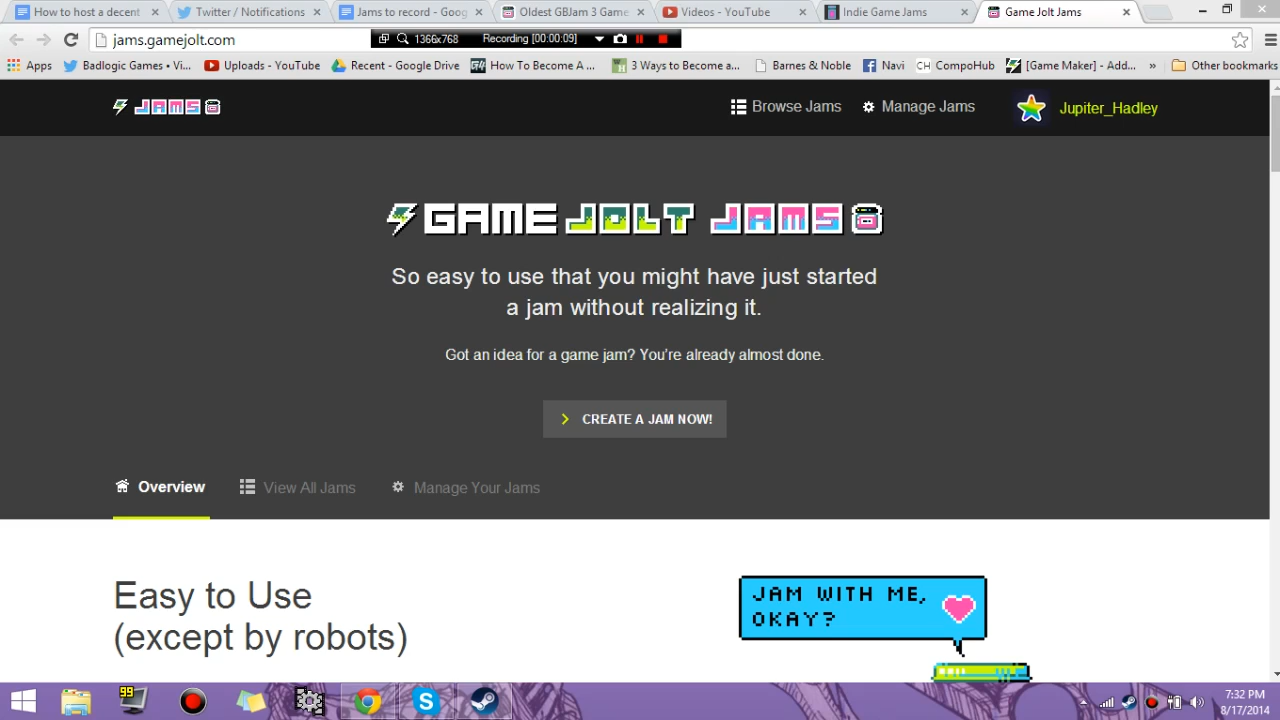 How to host a decent
Twitter / Notifications
Jams to record - Goog
Oldest GBJam 3 Game
Videos - YouTube
Indie Game Jams
Game Jolt Jams
jams.gamejolt.com
1366x768
Recording [00:00:09]
Apps
Badlogic Games • Vi...
Uploads - YouTube
Recent - Google Drive
How To Become A ...
3 Ways to Become a...
Barnes & Noble
Navi
CH CompoHub
[Game Maker] - Add...
»
Other bookmarks
JAMS
Browse Jams
Manage Jams
Jupiter_Hadley
GAME JOLT JAMS
So easy to use that you might have just started
a jam without realizing it.
Got an idea for a game jam? You're already almost done.
CREATE A JAM NOW!
Overview
View All Jams
Manage Your Jams
Easy to Use
(except by robots)
JAM WITH ME,
OKAY?
99
7:32 PM
8/17/2014